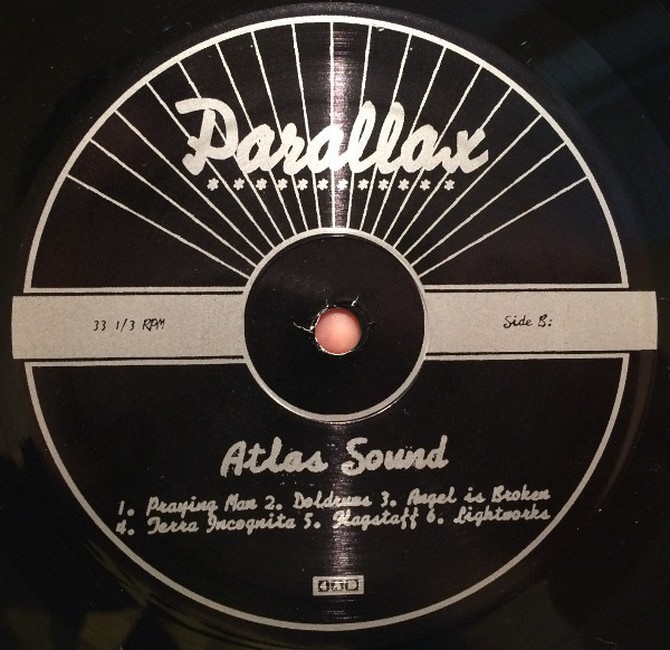 Parallax
* * * * * * * * * * * *
33 1/3 RPM
Side B:
Atlas Sound
1. Praying Man 2. Doldrums 3. Angel is Broken
4. Terra Incognita 5. Flagstaff 6. Lightworks
4AD